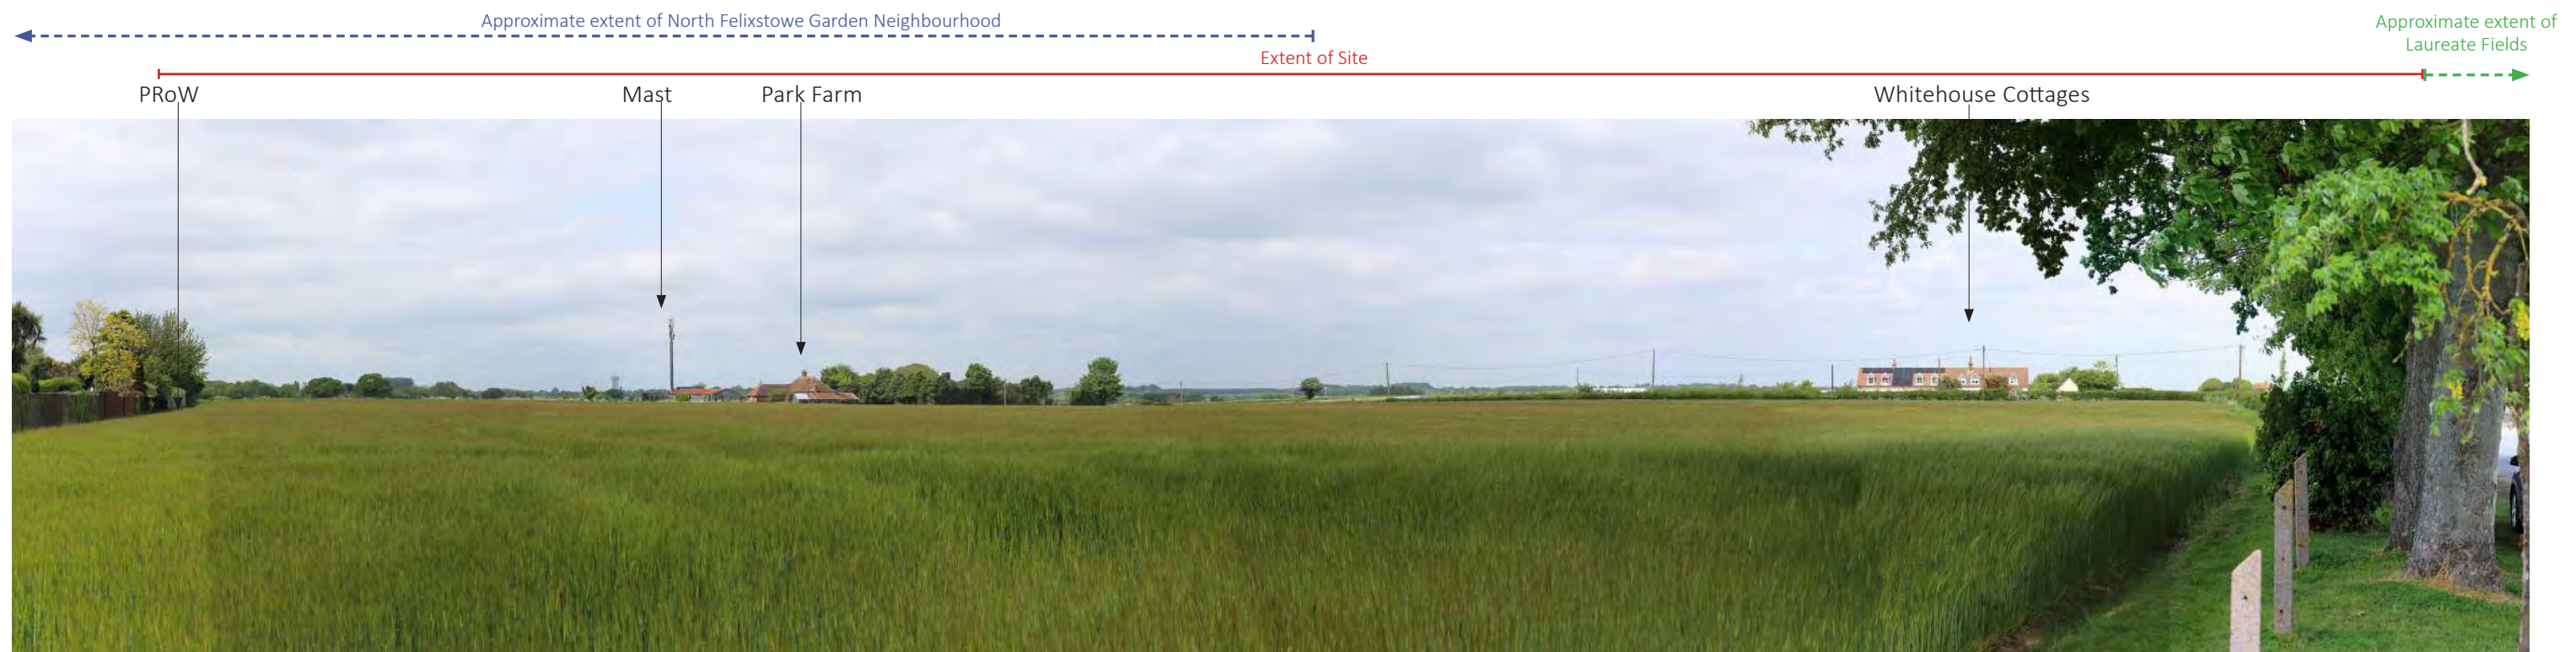 Approximate extent of North Felixstowe Garden Neighbourhood
Approximate extent of
Laureate Fields
Extent of Site
PRoW
Mast
Park Farm
Whitehouse Cottages